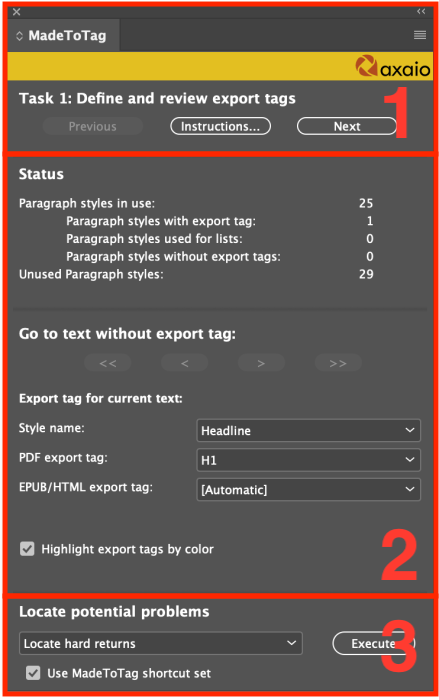 MadeToTag
axaio
Task 1: Define and review export tags
Previous Instructions... Next
1
Status
Paragraph styles in use: 25
Paragraph styles with export tag: 1
Paragraph styles used for lists: 0
Paragraph styles without export tags: 0
Unused Paragraph styles: 29
Go to text without export tag:
<< < > >>
Export tag for current text:
Style name: Headline
PDF export tag: H1
EPUB/HTML export tag: [Automatic]
Highlight export tags by color
2
Locate potential problems
Locate hard returns Execute
3
Use MadeToTag shortcut set